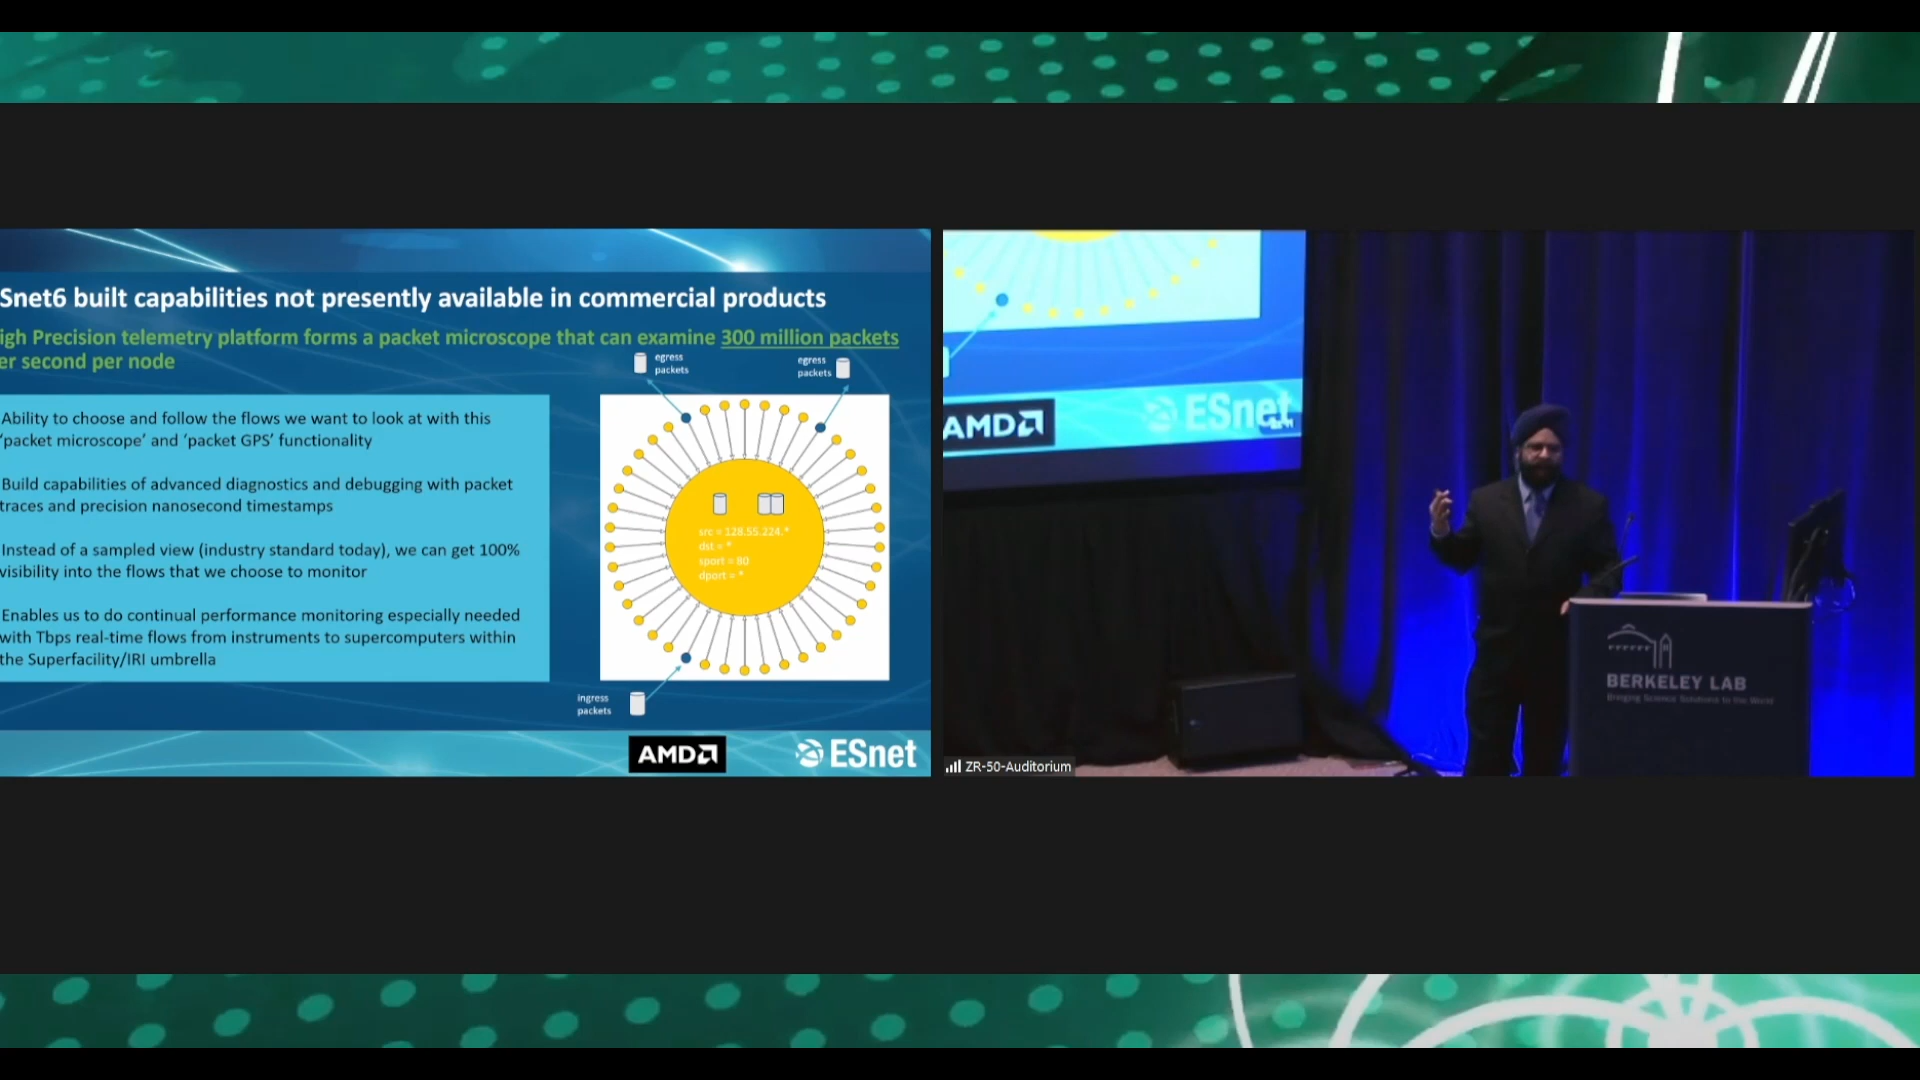 Snet6 built capabilities not presently available in commercial products
igh Precision telemetry platform forms a packet microscope that can examine 300 million packets
er second per node
egress
packets
egress
packets
Ability to choose and follow the flows we want to look at with this
‘packet microscope’ and ‘packet GPS’ functionality
Build capabilities of advanced diagnostics and debugging with packet
traces and precision nanosecond timestamps
Instead of a sampled view (industry standard today), we can get 100%
visibility into the flows that we choose to monitor
Enables us to do continual performance monitoring especially needed
with Tbps real-time flows from instruments to supercomputers within
the Superfacility/IRI umbrella
src = 128.55.224.*
dst = *
sport = 80
dport = *
ingress
packets
AMD
ESnet
AMD
ESnet
BERKELEY LAB
Bringing Science Solutions to the World
ZR-50-Auditorium